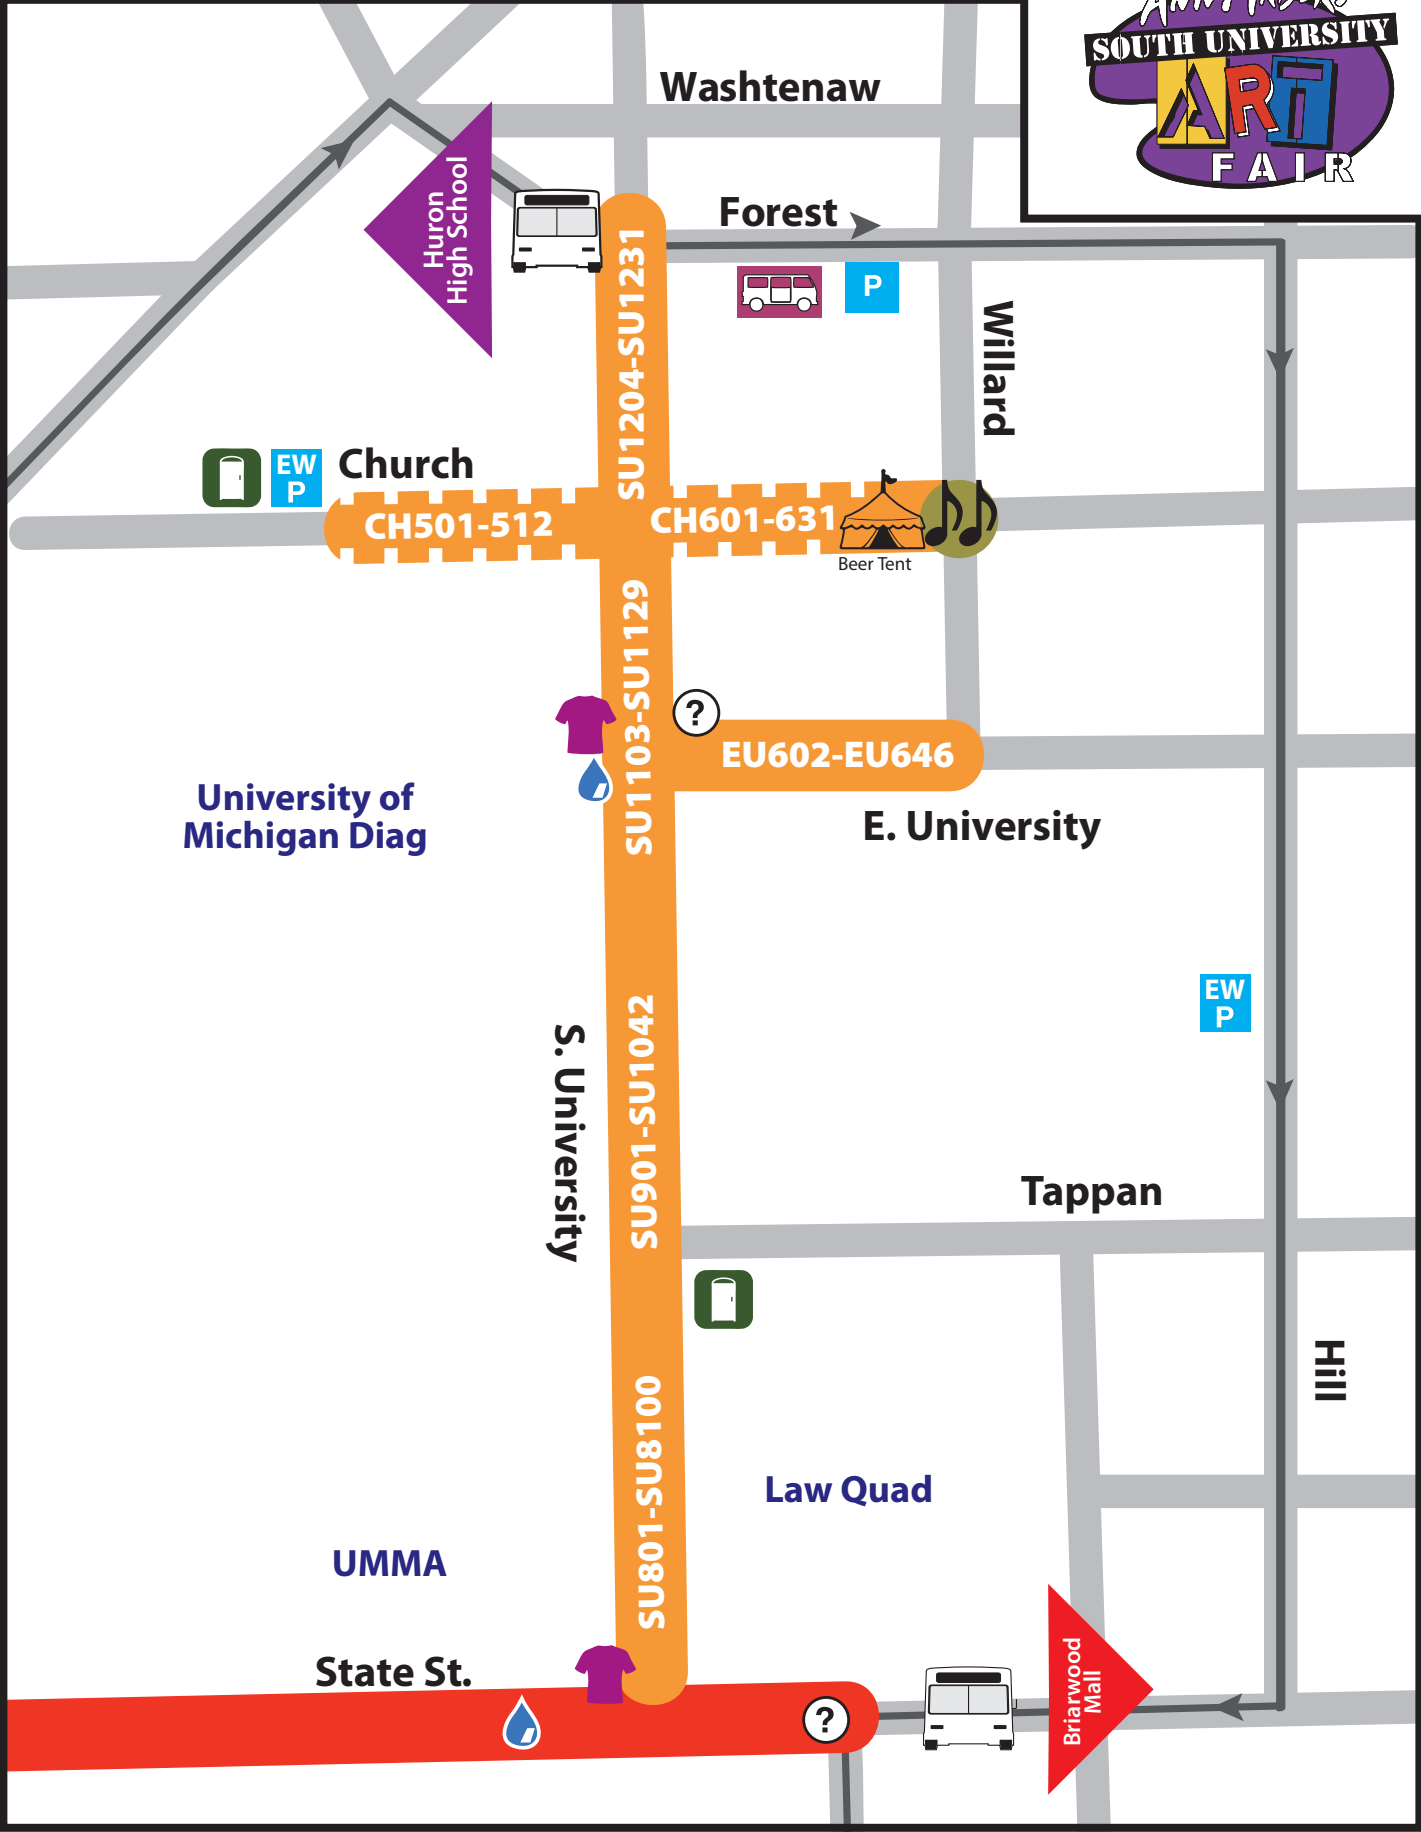 ANN ARBOR'S
SOUTH UNIVERSITY
ART
FAIR
Washtenaw
Huron
High School
Forest
P
SU1204-SU1231
Willard
EW
P
Church
CH501-512
CH601-631
Beer Tent
SU1103-SU1129
?
EU602-EU646
University of
Michigan Diag
E. University
EW
P
SU901-SU1042
S. University
Tappan
Hill
SU801-SU8100
Law Quad
UMMA
State St.
?
Briarwood
Mall